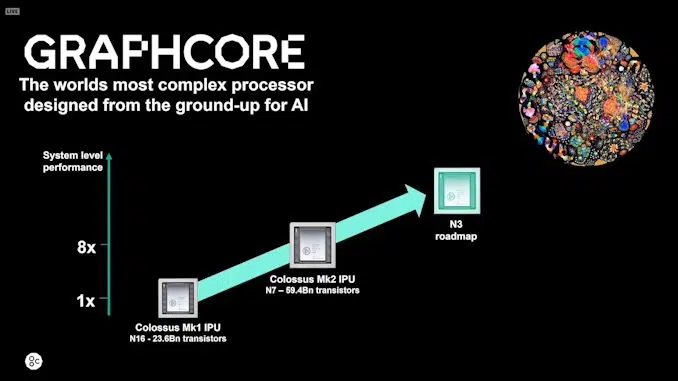 LIVE
GRAPHCORE
The worlds most complex processor
designed from the ground-up for AI
System level
performance
8x
1x
N3
roadmap
Colossus Mk2 IPU
N7 – 59.4Bn transistors
Colossus Mk1 IPU
N16 - 23.6Bn transistors